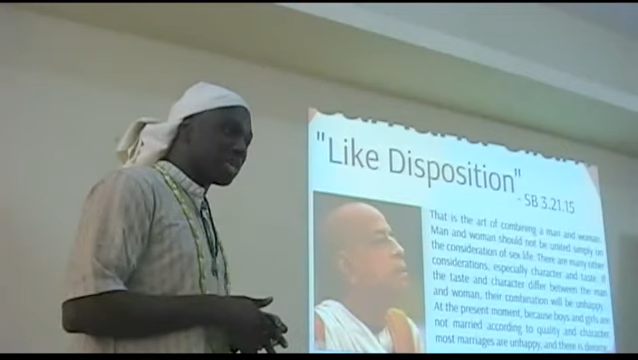 "Like Disposition"
- SB 3.21.15
That is the art of combining a man and woman.
Man and woman should not be united simply on
the consideration of sex life. There are many other
considerations, especially character and taste. If
the taste and character differ between the man
and woman, their combination will be unhappy.
At the present moment, because boys and girls are
not married according to quality and character,
most marriages are unhappy, and there is divorce